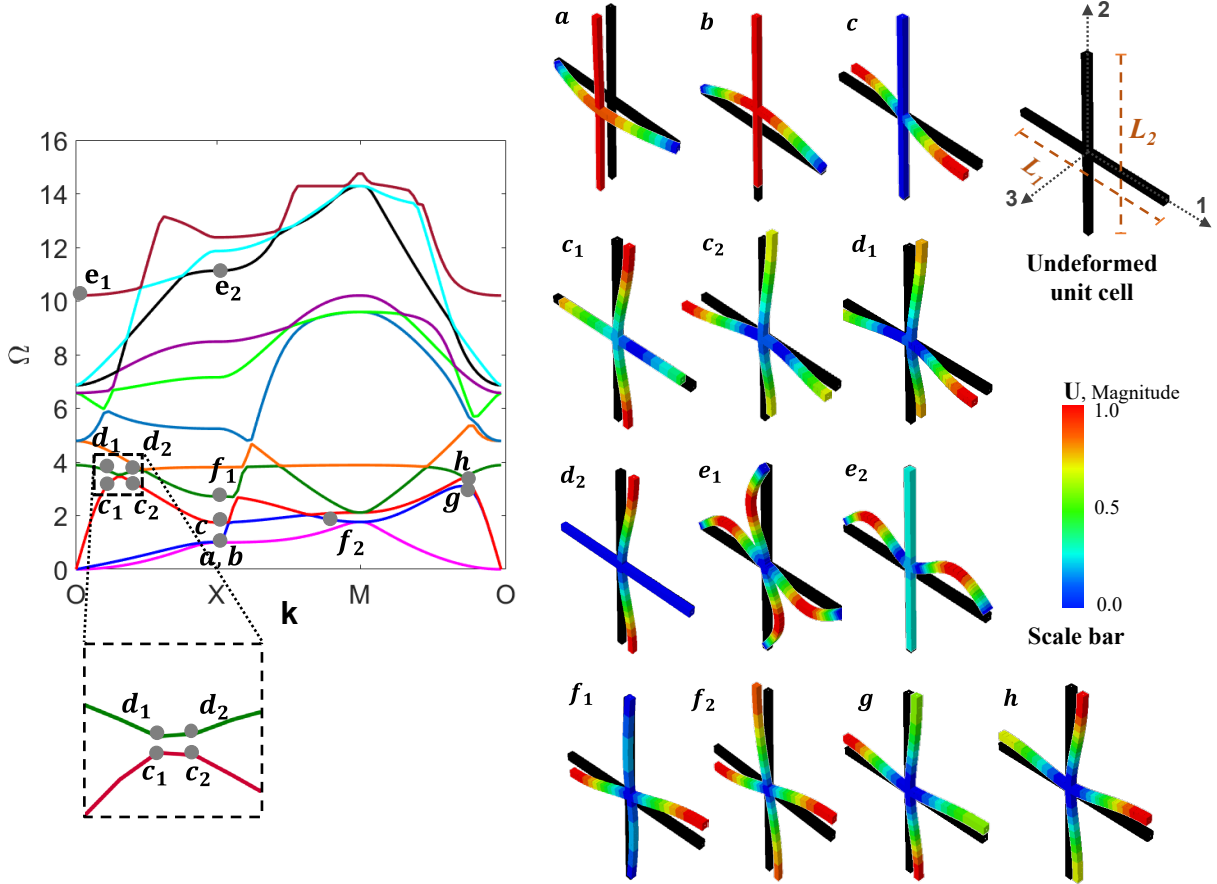 a
b
c
2
L₂
L₁
3
1
Undeformed
unit cell
16
14
12
10
8
6
4
2
0
Ω
e₁
e₂
d₁
d₂
c₁
c₂
f₁
c
a, b
f₂
h
g
O
X
M
O
k
d₁
d₂
c₁
c₂
c₁
c₂
d₁
U, Magnitude
1.0
0.5
0.0
Scale bar
d₂
e₁
e₂
f₁
f₂
g
h